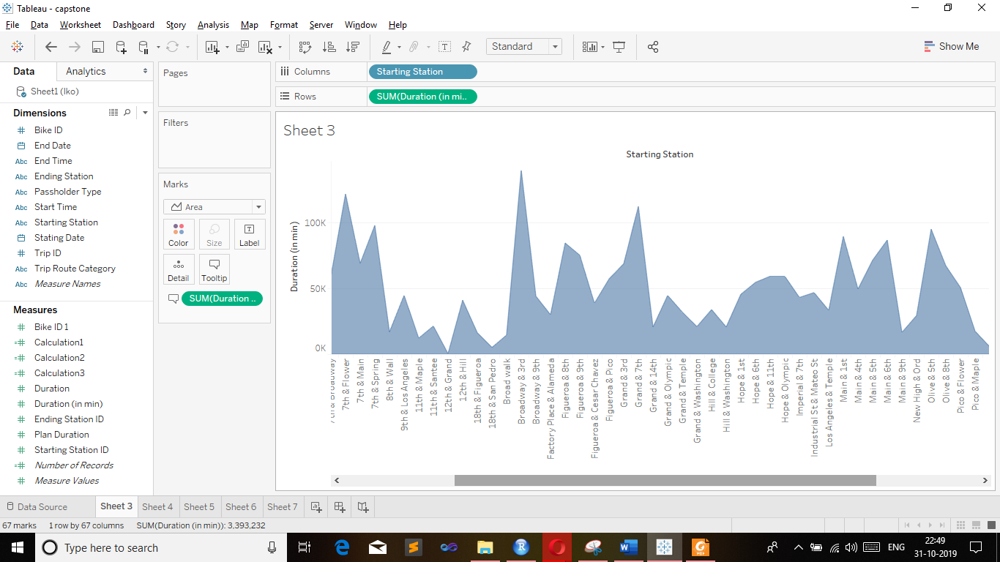 Tableau - capstone
File Data Worksheet Dashboard Story Analysis Map Format Server Window Help
Standard
Show Me
Data Analytics
Sheet1 (lko)
Dimensions
Bike ID
End Date
Abc End Time
Abc Ending Station
Abc Passholder Type
Abc Start Time
Abc Starting Station
Stating Date
Trip ID
Abc Trip Route Category
Abc Measure Names
Measures
Bike ID 1
Calculation1
Calculation2
Calculation3
Duration
Duration (in min)
Ending Station ID
Plan Duration
Starting Station ID
Number of Records
Measure Values
Pages
Filters
Marks
Area
Color Size Label
Detail Tooltip
SUM(Duration ..
Columns Starting Station
Rows SUM(Duration (in mi..
Sheet 3
Starting Station
Duration (in min)
100K
50K
0K
7th & Broadway
7th & Flower
7th & Main
7th & Spring
8th & Wall
9th & Los Angeles
11th & Maple
11th & Santee
12th & Grand
12th & Hill
18th & Figueroa
18th & San Pedro
Broad walk
Broadway & 3rd
Broadway & 9th
Factory Place & Alameda
Figueroa & 8th
Figueroa & 9th
Figueroa & Cesar Chavez
Figueroa & Pico
Grand & 3rd
Grand & 7th
Grand & 14th
Grand & Olympic
Grand & Temple
Grand & Washington
Hill & College
Hill & Washington
Hope & 1st
Hope & 6th
Hope & 11th
Hope & Olympic
Imperial & 7th
Industrial St & Mateo St
Los Angeles & Temple
Main & 1st
Main & 4th
Main & 5th
Main & 6th
Main & 9th
New High & Ord
Olive & 5th
Olive & 8th
Pico & Flower
Pico & Maple
Data Source Sheet 3 Sheet 4 Sheet 5 Sheet 6 Sheet 7
67 marks 1 row by 67 columns SUM(Duration (in min)): 3,393,232
Type here to search
ENG
22:49
31-10-2019